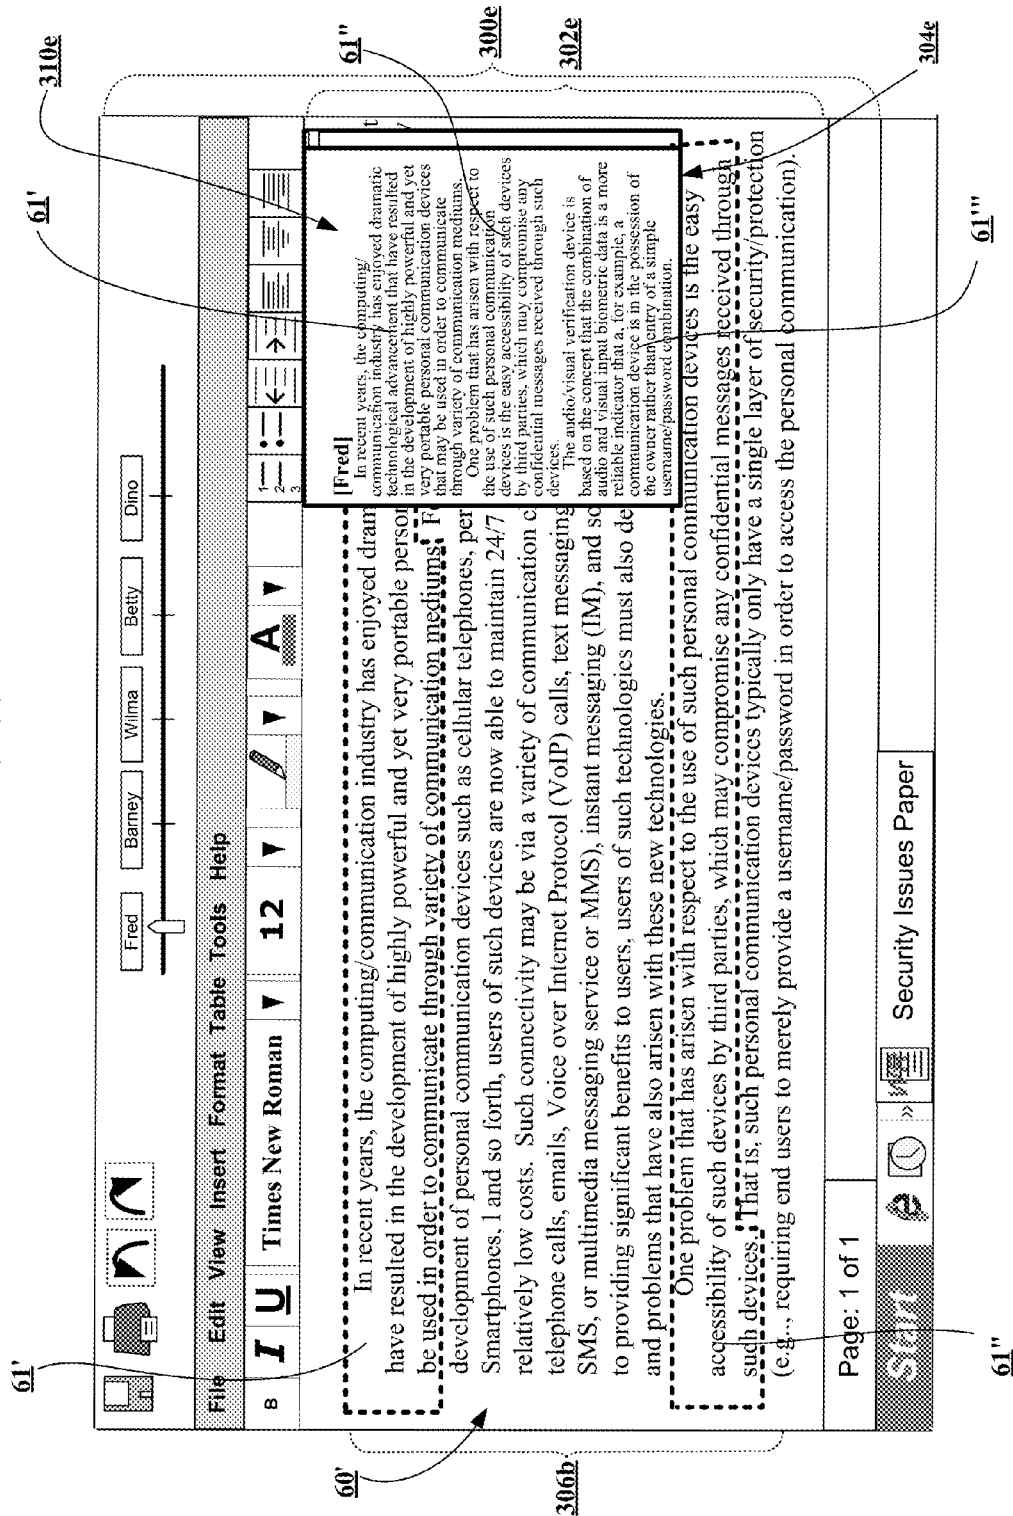 61'
61'
310e
Fred Barney Wilma Betty Dino
File Edit View Insert Format Table Tools Help
B I U Times New Roman 12 A 1 2 3
60'
61''
[Fred]
In recent years, the computing/
communication industry has enjoyed dramatic
technological advancement that have resulted
in the development of highly powerful and yet
very portable personal communication devices
that may be used in order to communicate
through variety of communication mediums.
One problem that has arisen with respect to
the use of such personal communication
devices is the easy accessibility of such devices
by third parties, which may compromise any
confidential messages received through such
devices.
The audio/visual verification device is
based on the concept that the combination of
audio and visual input biometric data is a more
reliable indicator that a, for example, a
communication device is in the possession of
the owner rather than entry of a simple
username/password combination.
In recent years, the computing/communication industry has enjoyed dram t
have resulted in the development of highly powerful and yet very portable person y
be used in order to communicate through variety of communication mediums. Fo
development of personal communication devices such as cellular telephones, per
Smartphones, l and so forth, users of such devices are now able to maintain 24/7
relatively low costs. Such connectivity may be via a variety of communication c
telephone calls, emails, Voice over Internet Protocol (VoIP) calls, text messaging
SMS, or multimedia messaging service or MMS), instant messaging (IM), and so
to providing significant benefits to users, users of such technologies must also de
and problems that have also arisen with these new technologies.
One problem that has arisen with respect to the use of such personal communication devices is the easy
accessibility of such devices by third parties, which may compromise any confidential messages received through
such devices. That is, such personal communication devices typically only have a single layer of security/protection
(e.g.., requiring end users to merely provide a username/password in order to access the personal communication).
300e
302e
306b
Page: 1 of 1
Start e » W Security Issues Paper
304e
61'''
61''